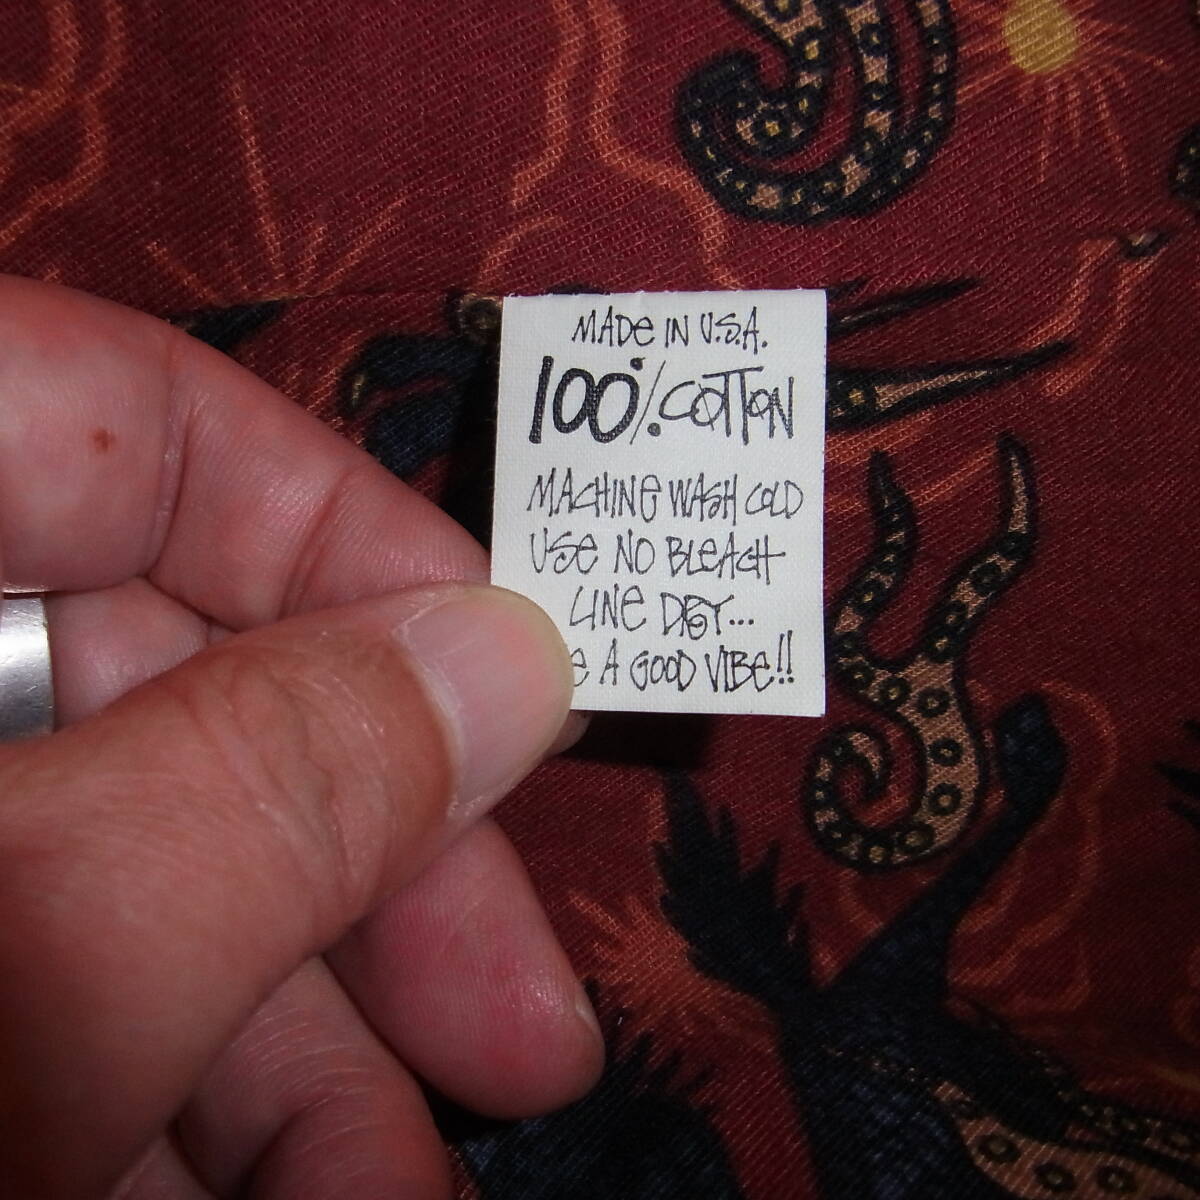 MADE IN U.S.A.
100% COTTON
MACHINE WASH COLD
USE NO BLEACH
LINE DRY...
A GOOD VIBE!!